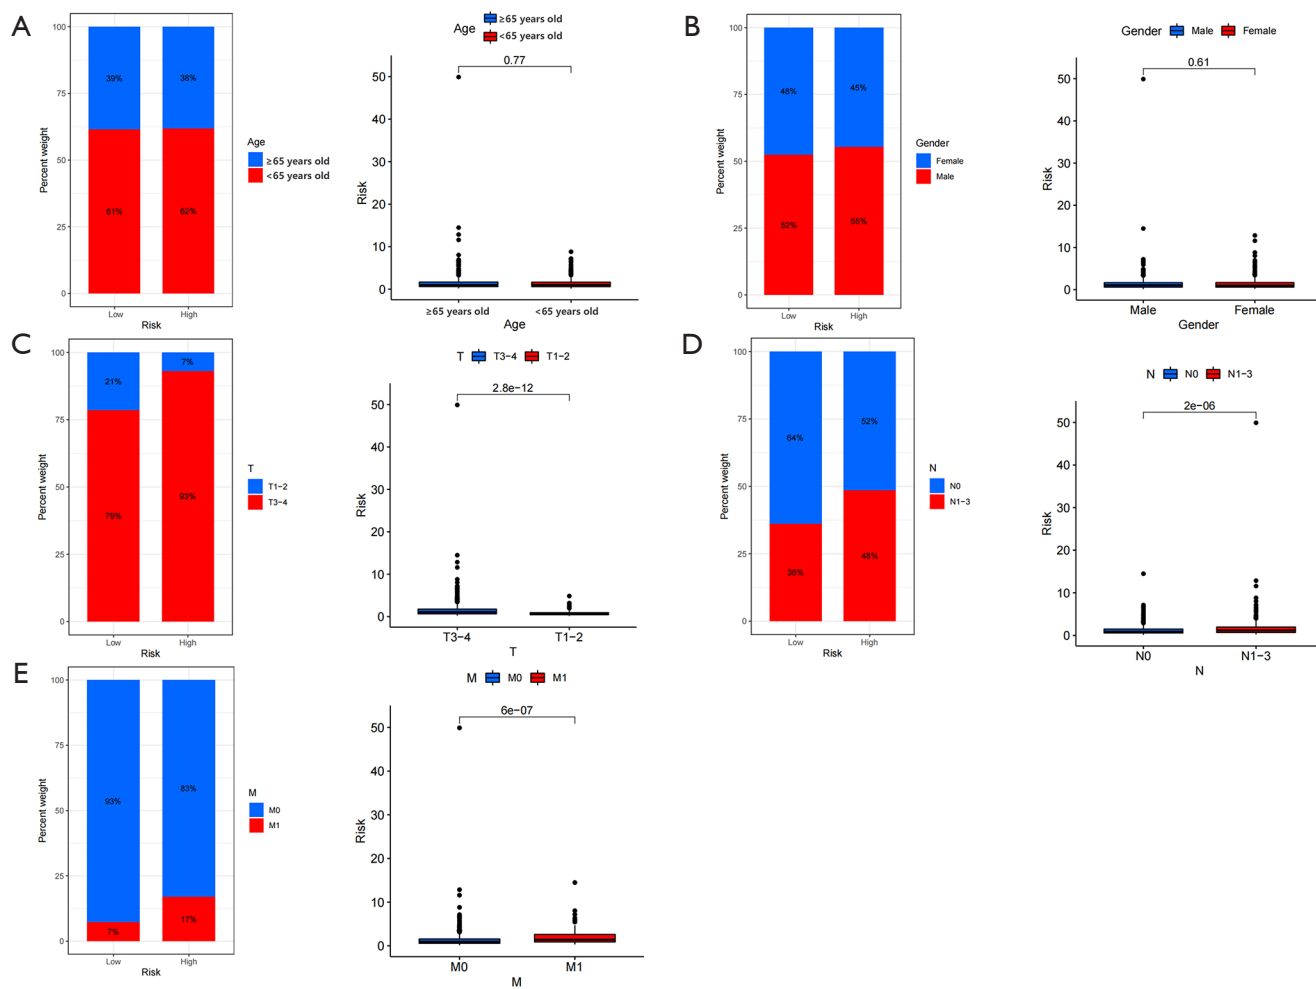 A
100
75
50
25
0
Percent weight
39%
38%
61%
62%
Low
High
Risk
Age
≥65 years old
<65 years old
Age
≥65 years old
<65 years old
0.77
50
40
30
20
10
0
Risk
≥65 years old
<65 years old
Age
B
100
75
50
25
0
Percent weight
48%
45%
52%
55%
Low
High
Risk
Gender
Female
Male
Gender
Male
Female
0.61
50
40
30
20
10
0
Risk
Male
Female
Gender
C
100
75
50
25
0
Percent weight
21%
7%
79%
93%
Low
High
Risk
T
T1−2
T3−4
T
T3−4
T1−2
2.8e−12
50
40
30
20
10
0
Risk
T3−4
T1−2
T
D
100
75
50
25
0
Percent weight
64%
52%
36%
48%
Low
High
Risk
N
N0
N1−3
N
N0
N1−3
2e−06
50
40
30
20
10
0
Risk
N0
N1−3
N
E
100
75
50
25
0
Percent weight
93%
83%
7%
17%
Low
High
Risk
M
M0
M1
M
M0
M1
6e−07
50
40
30
20
10
0
Risk
M0
M1
M